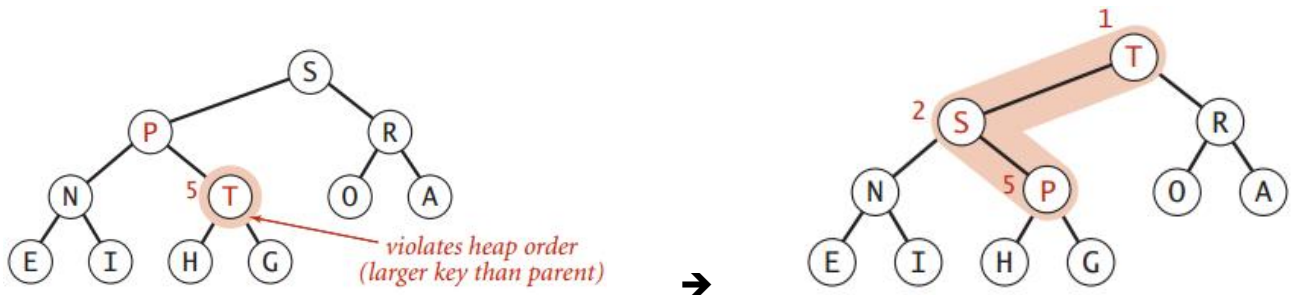 S
P
R
N
5
T
O
A
E
I
H
G
violates heap order
(larger key than parent)
➔
1
T
2
S
R
N
5
P
O
A
E
I
H
G